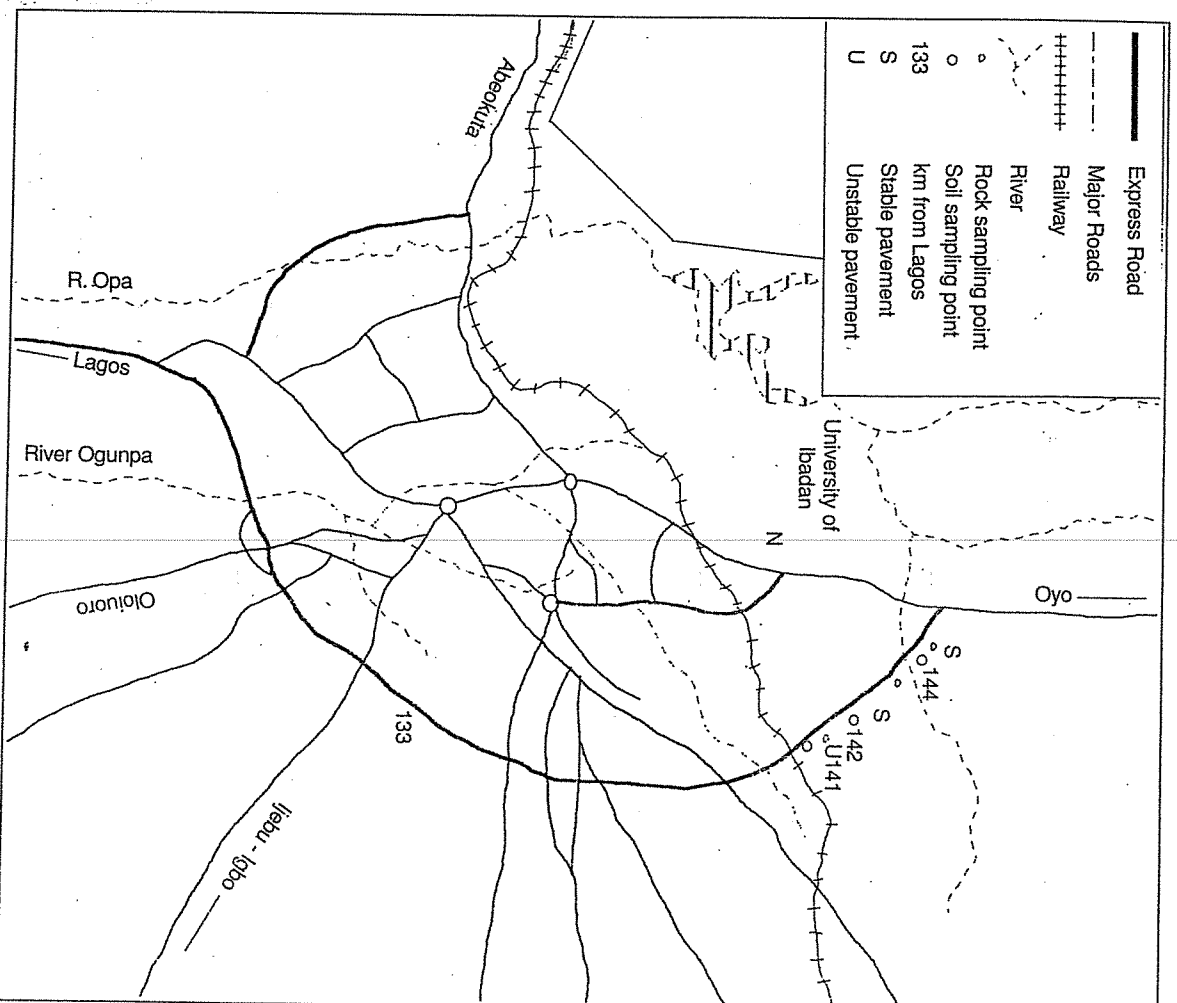 Express Road
Major Roads
Railway
River
Rock sampling point
Soil sampling point
133 km from Lagos
S Stable pavement
U Unstable pavement
Abeokuta
R. Opa
Lagos
River Ogunpa
University of
Ibadan
N
Oyo
S
144
S
142
U141
133
Oloiuoro
Ijebu - Igbo